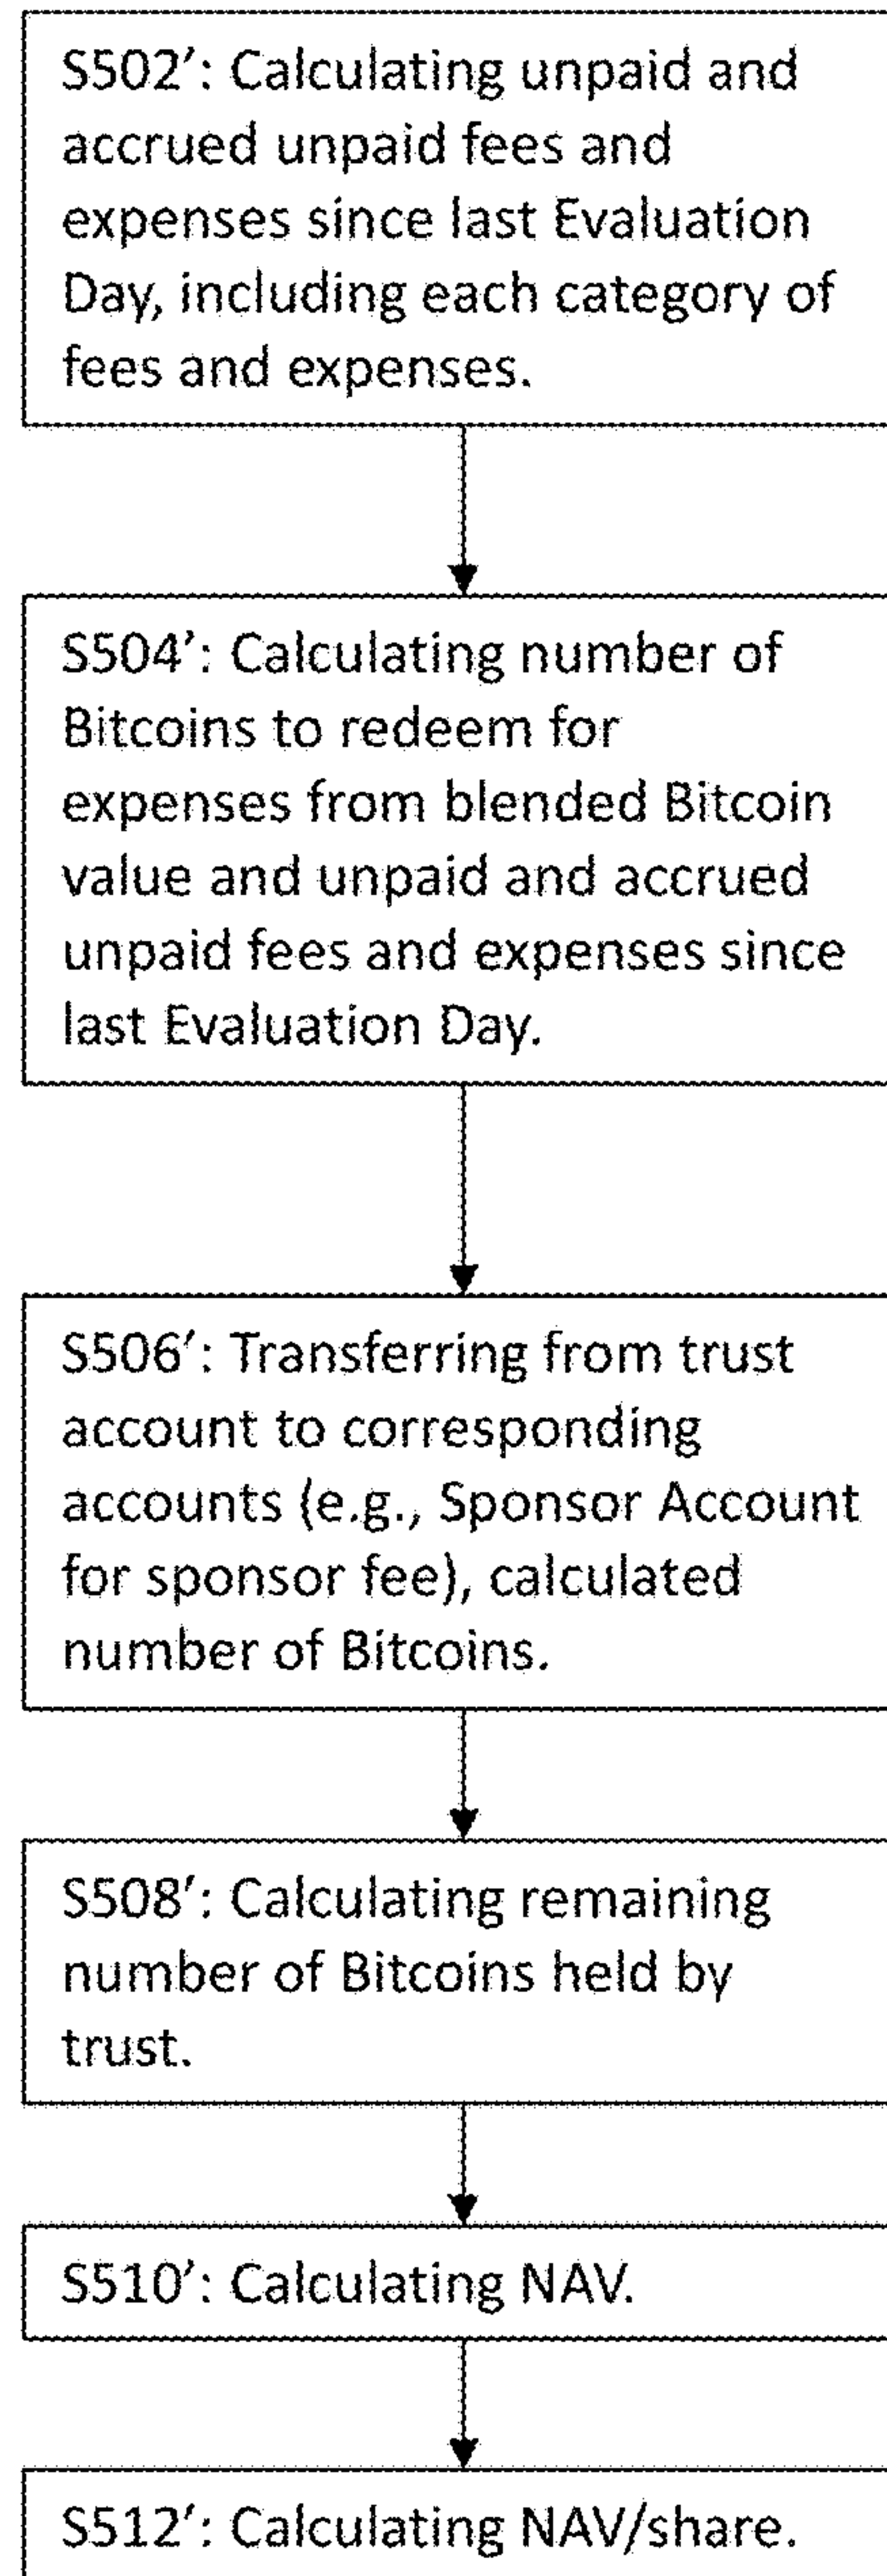 S502′: Calculating unpaid and
accrued unpaid fees and
expenses since last Evaluation
Day, including each category of
fees and expenses.
S504′: Calculating number of
Bitcoins to redeem for
expenses from blended Bitcoin
value and unpaid and accrued
unpaid fees and expenses since
last Evaluation Day.
S506′: Transferring from trust
account to corresponding
accounts (e.g., Sponsor Account
for sponsor fee), calculated
number of Bitcoins.
S508′: Calculating remaining
number of Bitcoins held by
trust.
S510′: Calculating NAV.
S512′: Calculating NAV/share.